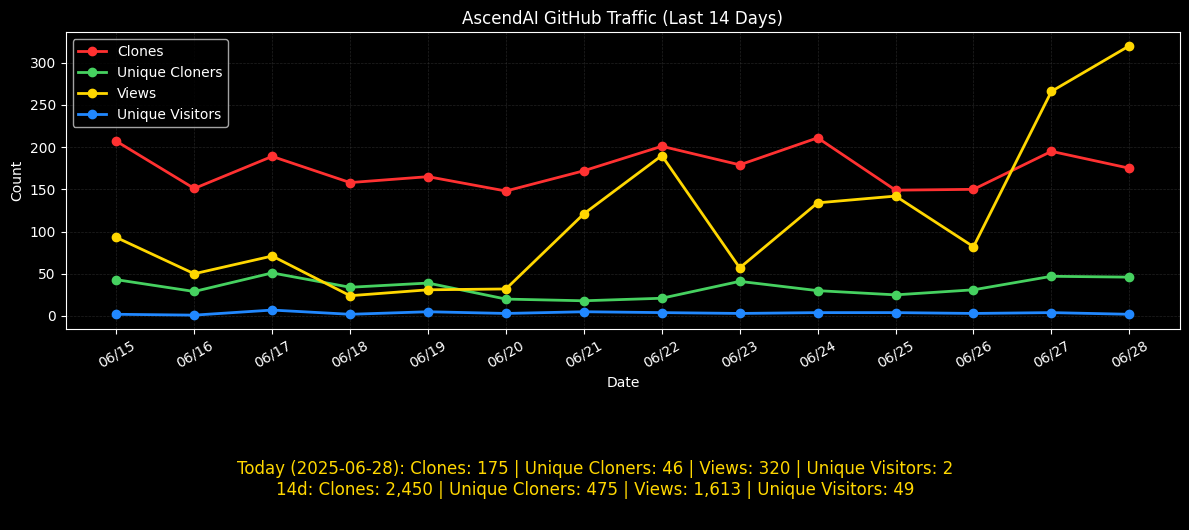 AscendAI GitHub Traffic (Last 14 Days)
Clones
Unique Cloners
Views
Unique Visitors
300
250
200
150
100
50
0
Count
06/15 06/16 06/17 06/18 06/19 06/20 06/21 06/22 06/23 06/24 06/25 06/26 06/27 06/28
Date
Today (2025-06-28): Clones: 175 | Unique Cloners: 46 | Views: 320 | Unique Visitors: 2
14d: Clones: 2,450 | Unique Cloners: 475 | Views: 1,613 | Unique Visitors: 49